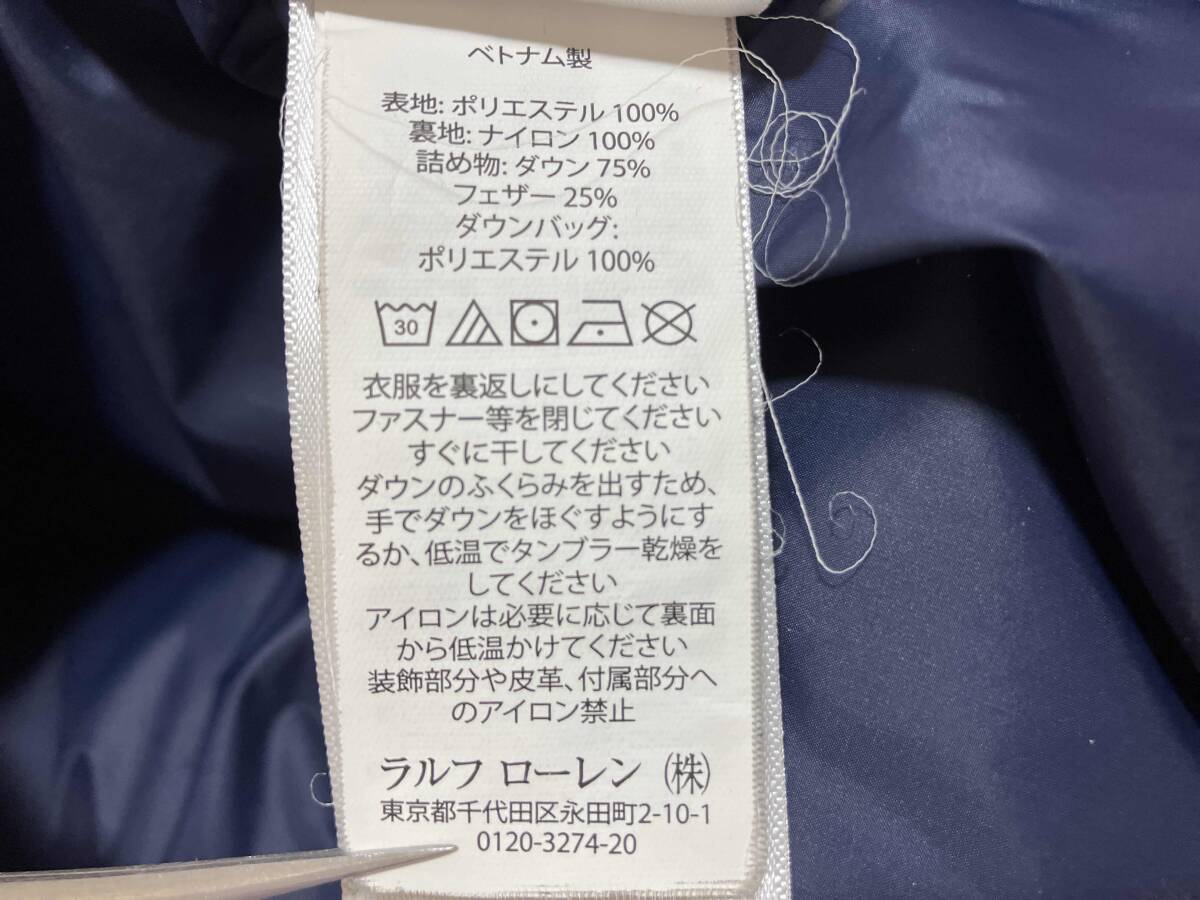 ベトナム製
表地: ポリエステル 100%
裏地: ナイロン 100%
詰め物: ダウン 75%
フェザー 25%
ダウンバッグ:
ポリエステル 100%
30
衣服を裏返しにしてください
ファスナー等を閉じてください
すぐに干してください
ダウンのふくらみを出すため、
手でダウンをほぐすようにす
るか、低温でタンブラー乾燥を
してください
アイロンは必要に応じて裏面
から低温かけてください
装飾部分や皮革、付属部分へ
のアイロン禁止
ラルフ ローレン (株)
東京都千代田区永田町2-10-1
0120-3274-20